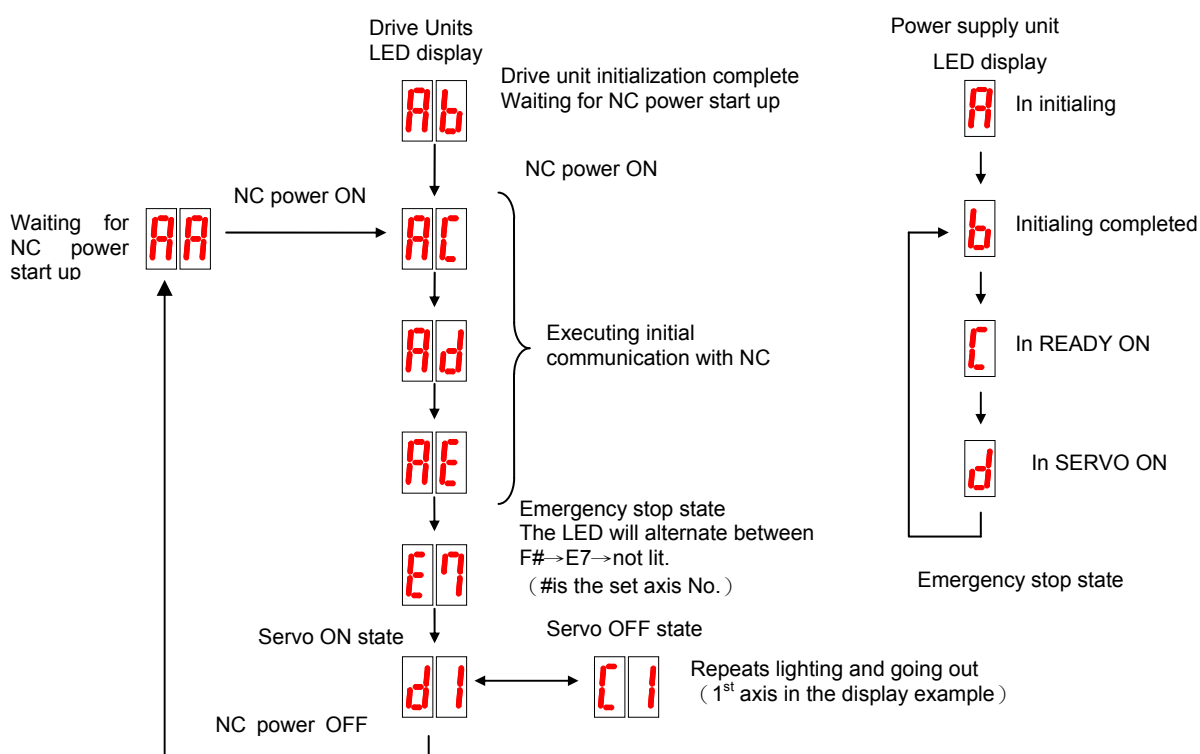 Drive Units
LED display
Ab
Drive unit initialization complete
Waiting for NC power start up
NC power ON
Waiting for
NC power
start up
AA
NC power ON
AC
Ad
AE
Executing initial
communication with NC
Emergency stop state
The LED will alternate between
F#→E7→not lit.
（#is the set axis No.）
E7
Servo ON state
Servo OFF state
d1
C1
Repeats lighting and going out
（1st axis in the display example）
NC power OFF
Power supply unit
LED display
A
In initialing
b
Initialing completed
C
In READY ON
d
In SERVO ON
Emergency stop state